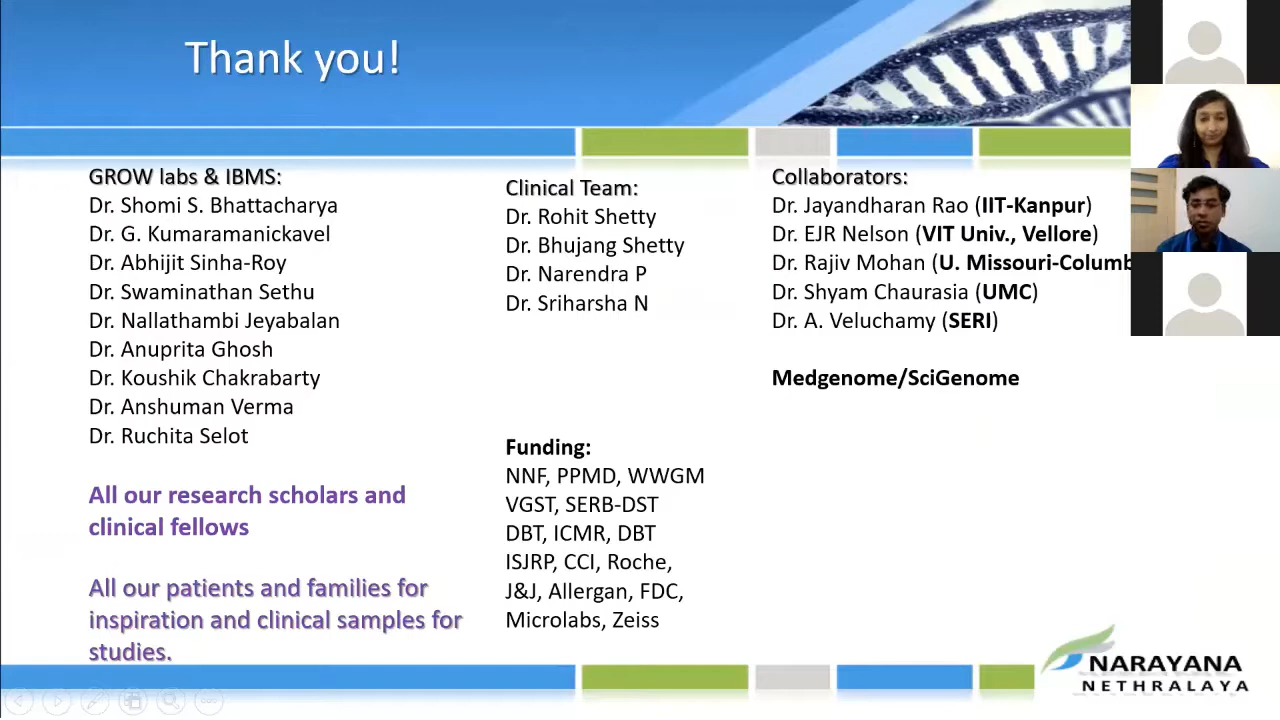 Thank you!
GROW labs & IBMS:
Dr. Shomi S. Bhattacharya
Dr. G. Kumaramanickavel
Dr. Abhijit Sinha-Roy
Dr. Swaminathan Sethu
Dr. Nallathambi Jeyabalan
Dr. Anuprita Ghosh
Dr. Koushik Chakrabarty
Dr. Anshuman Verma
Dr. Ruchita Selot
All our research scholars and
clinical fellows
All our patients and families for
inspiration and clinical samples for
studies.
Clinical Team:
Dr. Rohit Shetty
Dr. Bhujang Shetty
Dr. Narendra P
Dr. Sriharsha N
Funding:
NNF, PPMD, WWGM
VGST, SERB-DST
DBT, ICMR, DBT
ISJRP, CCI, Roche,
J&J, Allergan, FDC,
Microlabs, Zeiss
Collaborators:
Dr. Jayandharan Rao (IIT-Kanpur)
Dr. EJR Nelson (VIT Univ., Vellore)
Dr. Rajiv Mohan (U. Missouri-Columb
Dr. Shyam Chaurasia (UMC)
Dr. A. Veluchamy (SERI)
Medgenome/SciGenome
NARAYANA
NETHRALAYA